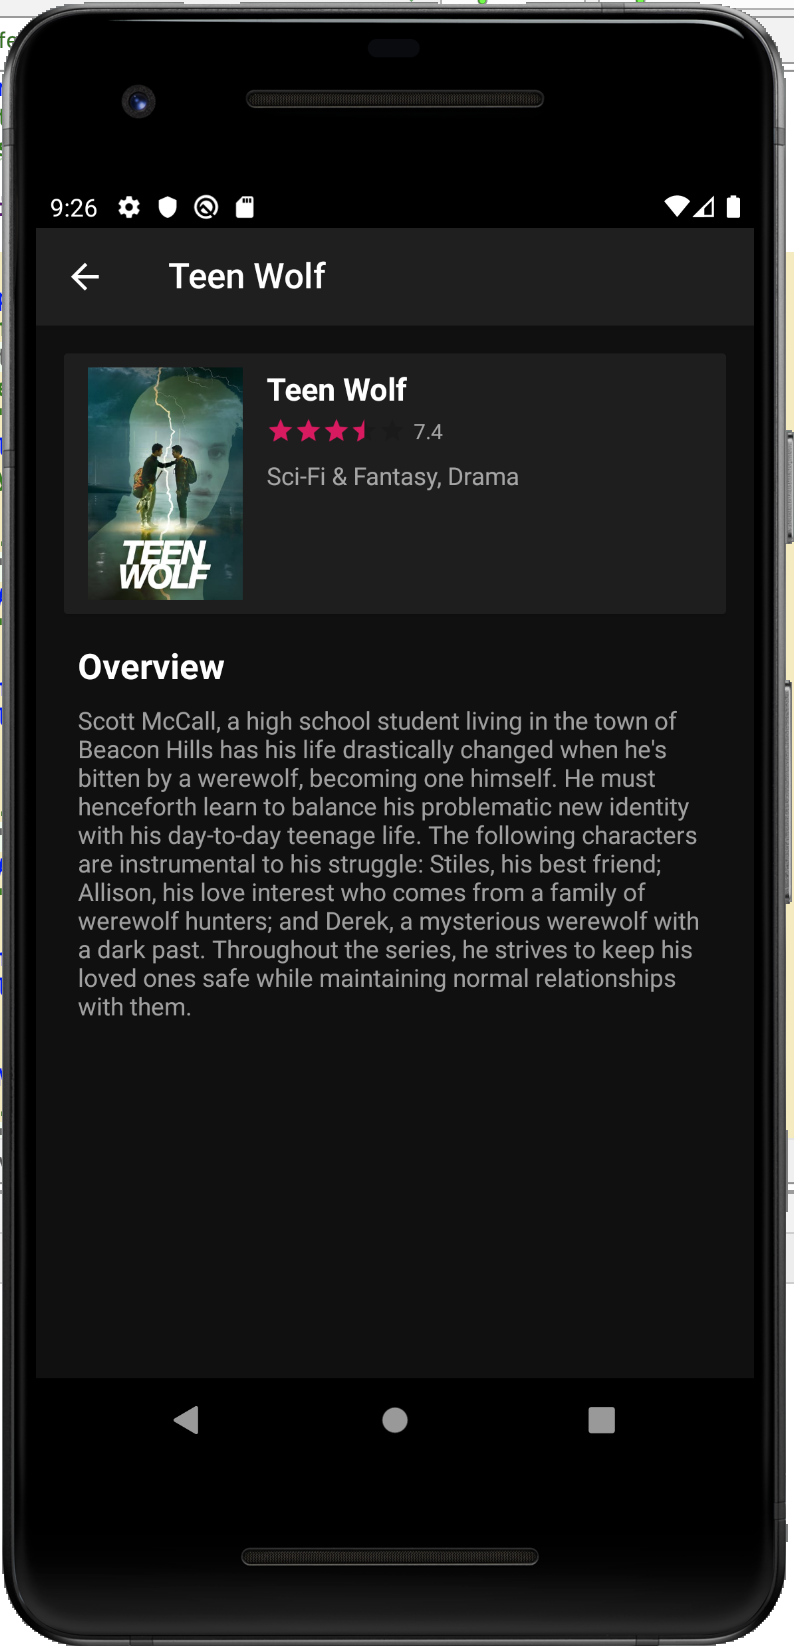 9:26
Teen Wolf
TEEN
WOLF
Teen Wolf
7.4
Sci-Fi & Fantasy, Drama
Overview
Scott McCall, a high school student living in the town of
Beacon Hills has his life drastically changed when he's
bitten by a werewolf, becoming one himself. He must
henceforth learn to balance his problematic new identity
with his day-to-day teenage life. The following characters
are instrumental to his struggle: Stiles, his best friend;
Allison, his love interest who comes from a family of
werewolf hunters; and Derek, a mysterious werewolf with
a dark past. Throughout the series, he strives to keep his
loved ones safe while maintaining normal relationships
with them.